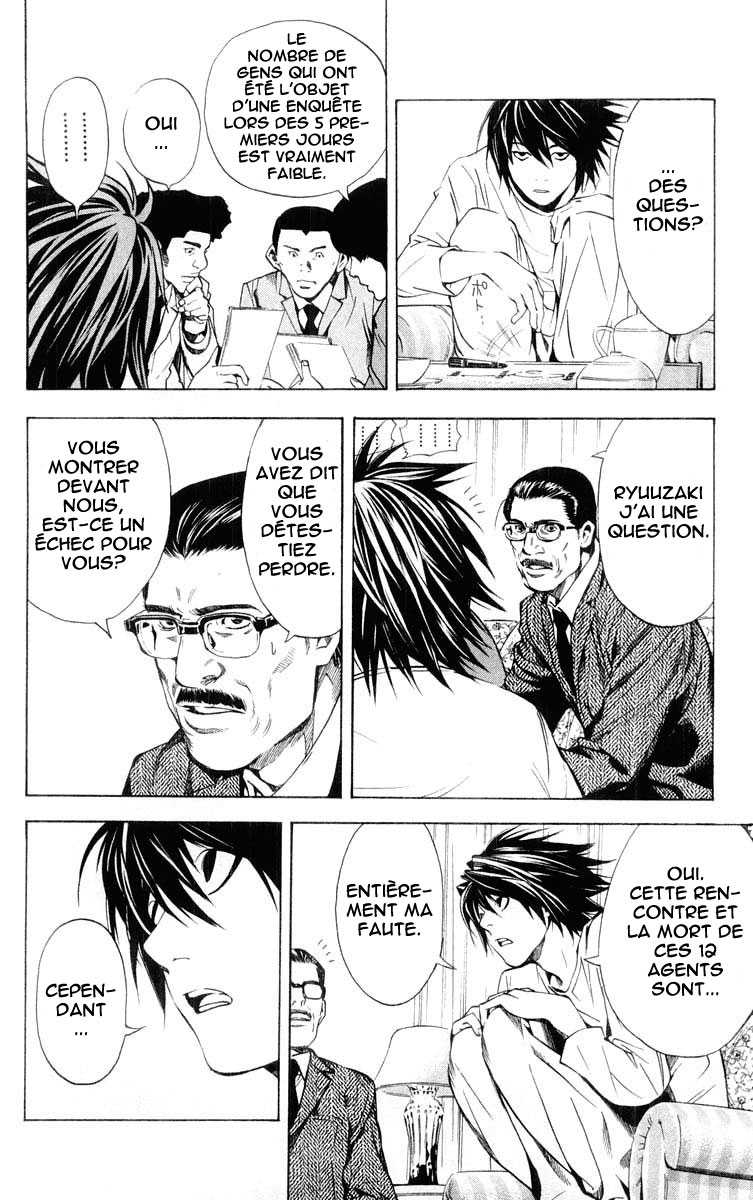 ...
DES
QUES-
TIONS?
ポト...
LE
NOMBRE DE
GENS QUI ONT
ÉTÉ L'OBJET
D'UNE ENQUÊTE
LORS DES 5 PRE-
MIERS JOURS
EST VRAIMENT
FAIBLE.
OUI
...
RYUUZAKI
J'AI UNE
QUESTION.
VOUS
AVEZ DIT
QUE
VOUS
DÉTES-
TIEZ
PERDRE.
VOUS
MONTRER
DEVANT
NOUS,
EST-CE UN
ÉCHEC POUR
VOUS?
OUI.
CETTE REN-
CONTRE ET
LA MORT DE
CES 12
AGENTS
SONT...
ENTIÈRE-
MENT MA
FAUTE.
CEPEN-
DANT
...